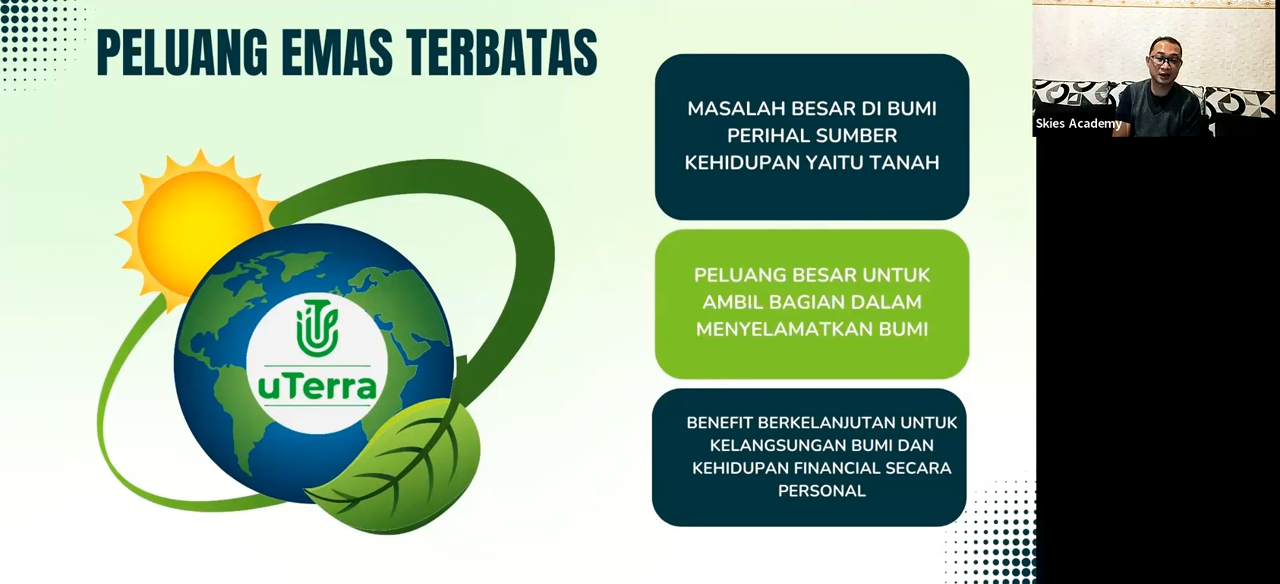 PELUANG EMAS TERBATAS
uTerra
MASALAH BESAR DI BUMI
PERIHAL SUMBER
KEHIDUPAN YAITU TANAH
PELUANG BESAR UNTUK
AMBIL BAGIAN DALAM
MENYELAMATKAN BUMI
BENEFIT BERKELANJUTAN UNTUK
KELANGSUNGAN BUMI DAN
KEHIDUPAN FINANCIAL SECARA
PERSONAL
Skies Academy